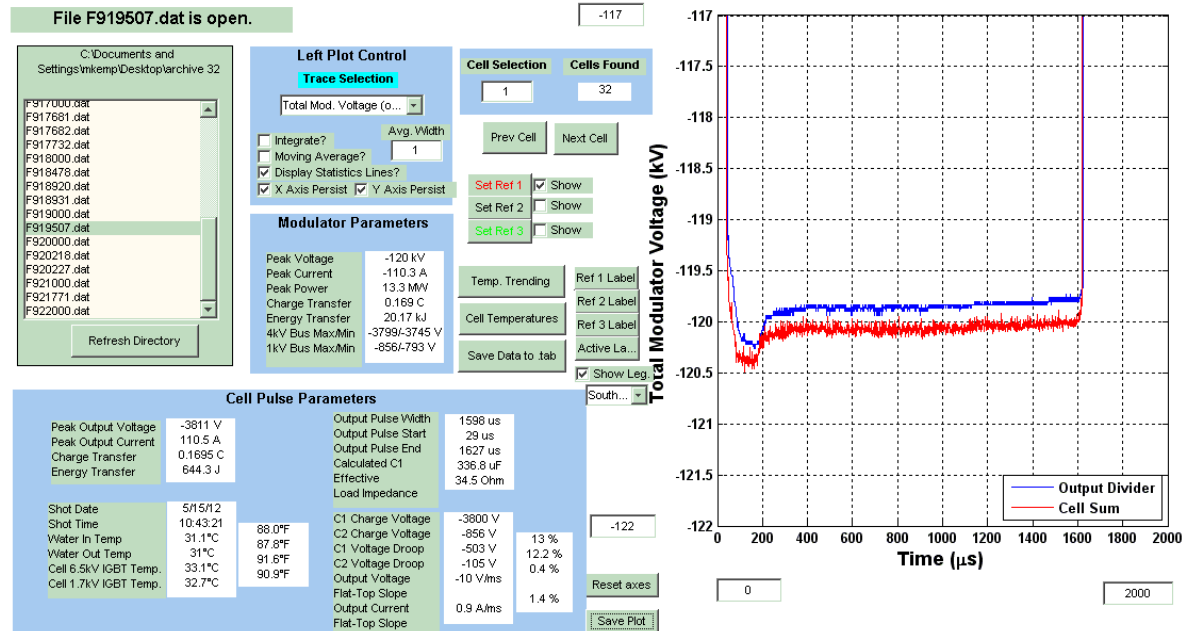 File F919507.dat is open.
C:\Documents and
Settings\mkemp\Desktop\archive 32
F917000.dat
F917681.dat
F917682.dat
F917732.dat
F918000.dat
F918478.dat
F918920.dat
F918931.dat
F919000.dat
F919507.dat
F920000.dat
F920218.dat
F920227.dat
F921000.dat
F921771.dat
F922000.dat
Refresh Directory
Left Plot Control
Trace Selection
Total Mod. Voltage (o...
Avg. Width
1
Integrate?
Moving Average?
Display Statistics Lines?
X Axis Persist Y Axis Persist
Modulator Parameters
Peak Voltage -120 kV
Peak Current -110.3 A
Peak Power 13.3 MW
Charge Transfer 0.169 C
Energy Transfer 20.17 kJ
4kV Bus Max/Min -3799/-3745 V
1kV Bus Max/Min -856/-793 V
-117
Cell Selection Cells Found
1 32
Prev Cell Next Cell
Set Ref 1 Show
Set Ref 2 Show
Set Ref 3 Show
Temp. Trending Ref 1 Label
Ref 2 Label
Cell Temperatures
Ref 3 Label
Save Data to .tab Active La...
Show Leg.
South...
Cell Pulse Parameters
Peak Output Voltage -3811 V
Peak Output Current 110.5 A
Charge Transfer 0.1695 C
Energy Transfer 644.3 J
Output Pulse Width 1598 us
Output Pulse Start 29 us
Output Pulse End 1627 us
Calculated C1 336.8 uF
Effective 34.5 Ohm
Load Impedance
Shot Date 5/15/12
Shot Time 10:43:21
Water In Temp 31.1°C 88.0°F
Water Out Temp 31°C 87.8°F
Cell 6.5kV IGBT Temp. 33.1°C 91.6°F
Cell 1.7kV IGBT Temp. 32.7°C 90.9°F
C1 Charge Voltage -3800 V
C2 Charge Voltage -856 V
C1 Voltage Droop -503 V 13 %
C2 Voltage Droop -105 V 12.2 %
Output Voltage -10 V/ms 0.4 %
Flat-Top Slope
Output Current 0.9 A/ms 1.4 %
Flat-Top Slope
-122
Reset axes
Save Plot
Total Modulator Voltage (kV)
-117
-117.5
-118
-118.5
-119
-119.5
-120
-120.5
-121
-121.5
-122
Output Divider
Cell Sum
0 200 400 600 800 1000 1200 1400 1600 1800 2000
Time (μs)
0
2000